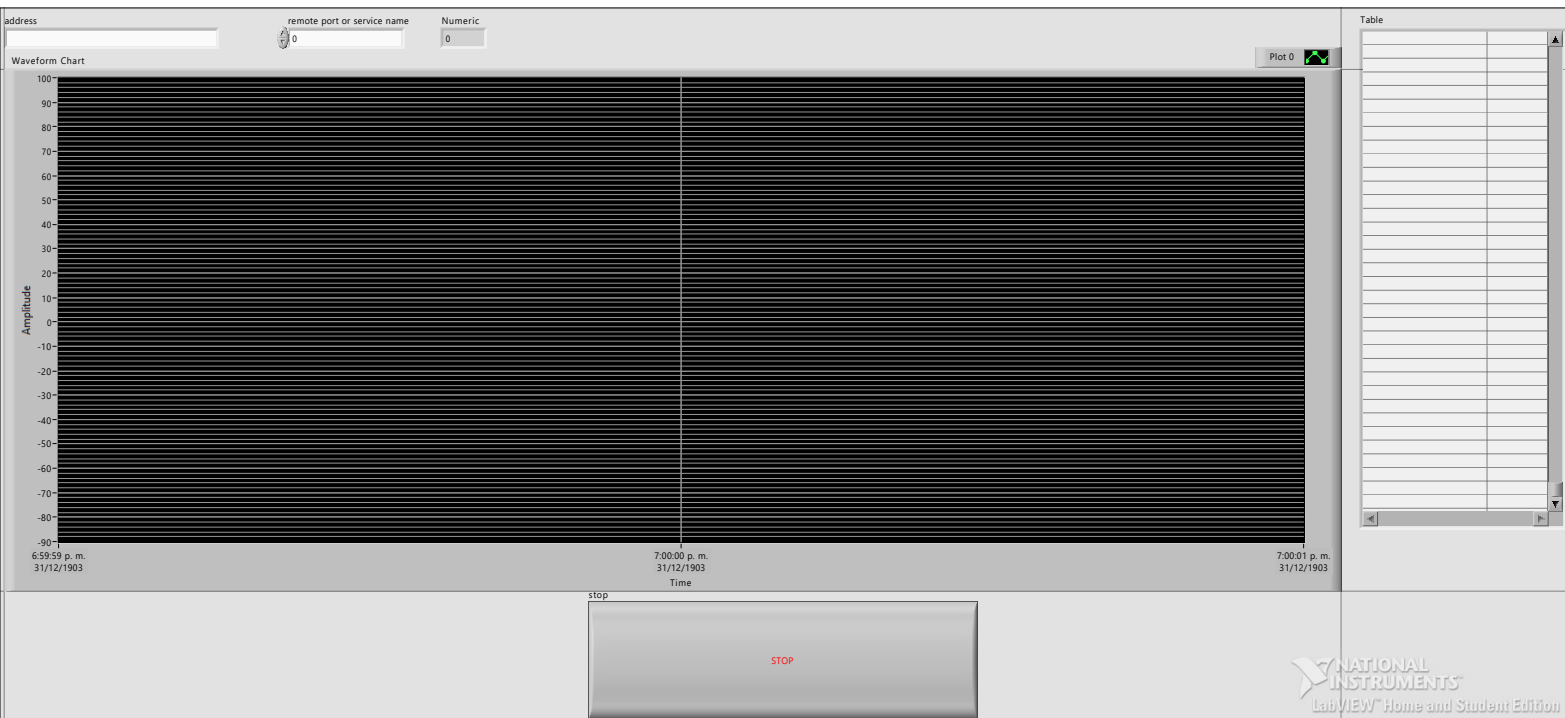 address
remote port or service name
Numeric
Table
0
0
Waveform Chart
Plot 0
100
90
80
70
60
50
40
30
20
10
0
-10
-20
-30
-40
-50
-60
-70
-80
-90
Amplitude
6:59:59 p. m.
31/12/1903
7:00:00 p. m.
31/12/1903
7:00:01 p. m.
31/12/1903
Time
stop
STOP
NATIONAL
INSTRUMENTS™
LabVIEW™ Home and Student Edition